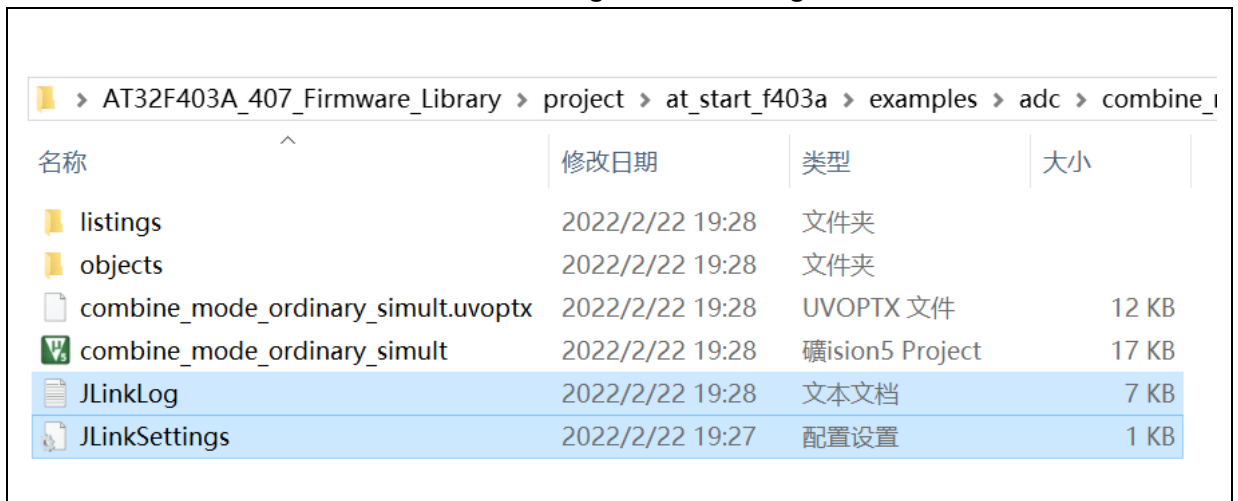 AT32F403A_407_Firmware_Library > project > at_start_f403a > examples > adc > combine_
名称 修改日期 类型 大小
listings 2022/2/22 19:28 文件夹
objects 2022/2/22 19:28 文件夹
combine_mode_ordinary_simult.uvoptx 2022/2/22 19:28 UVOPTX 文件 12 KB
combine_mode_ordinary_simult 2022/2/22 19:28 礦ision5 Project 17 KB
JLinkLog 2022/2/22 19:28 文本文档 7 KB
JLinkSettings 2022/2/22 19:27 配置设置 1 KB